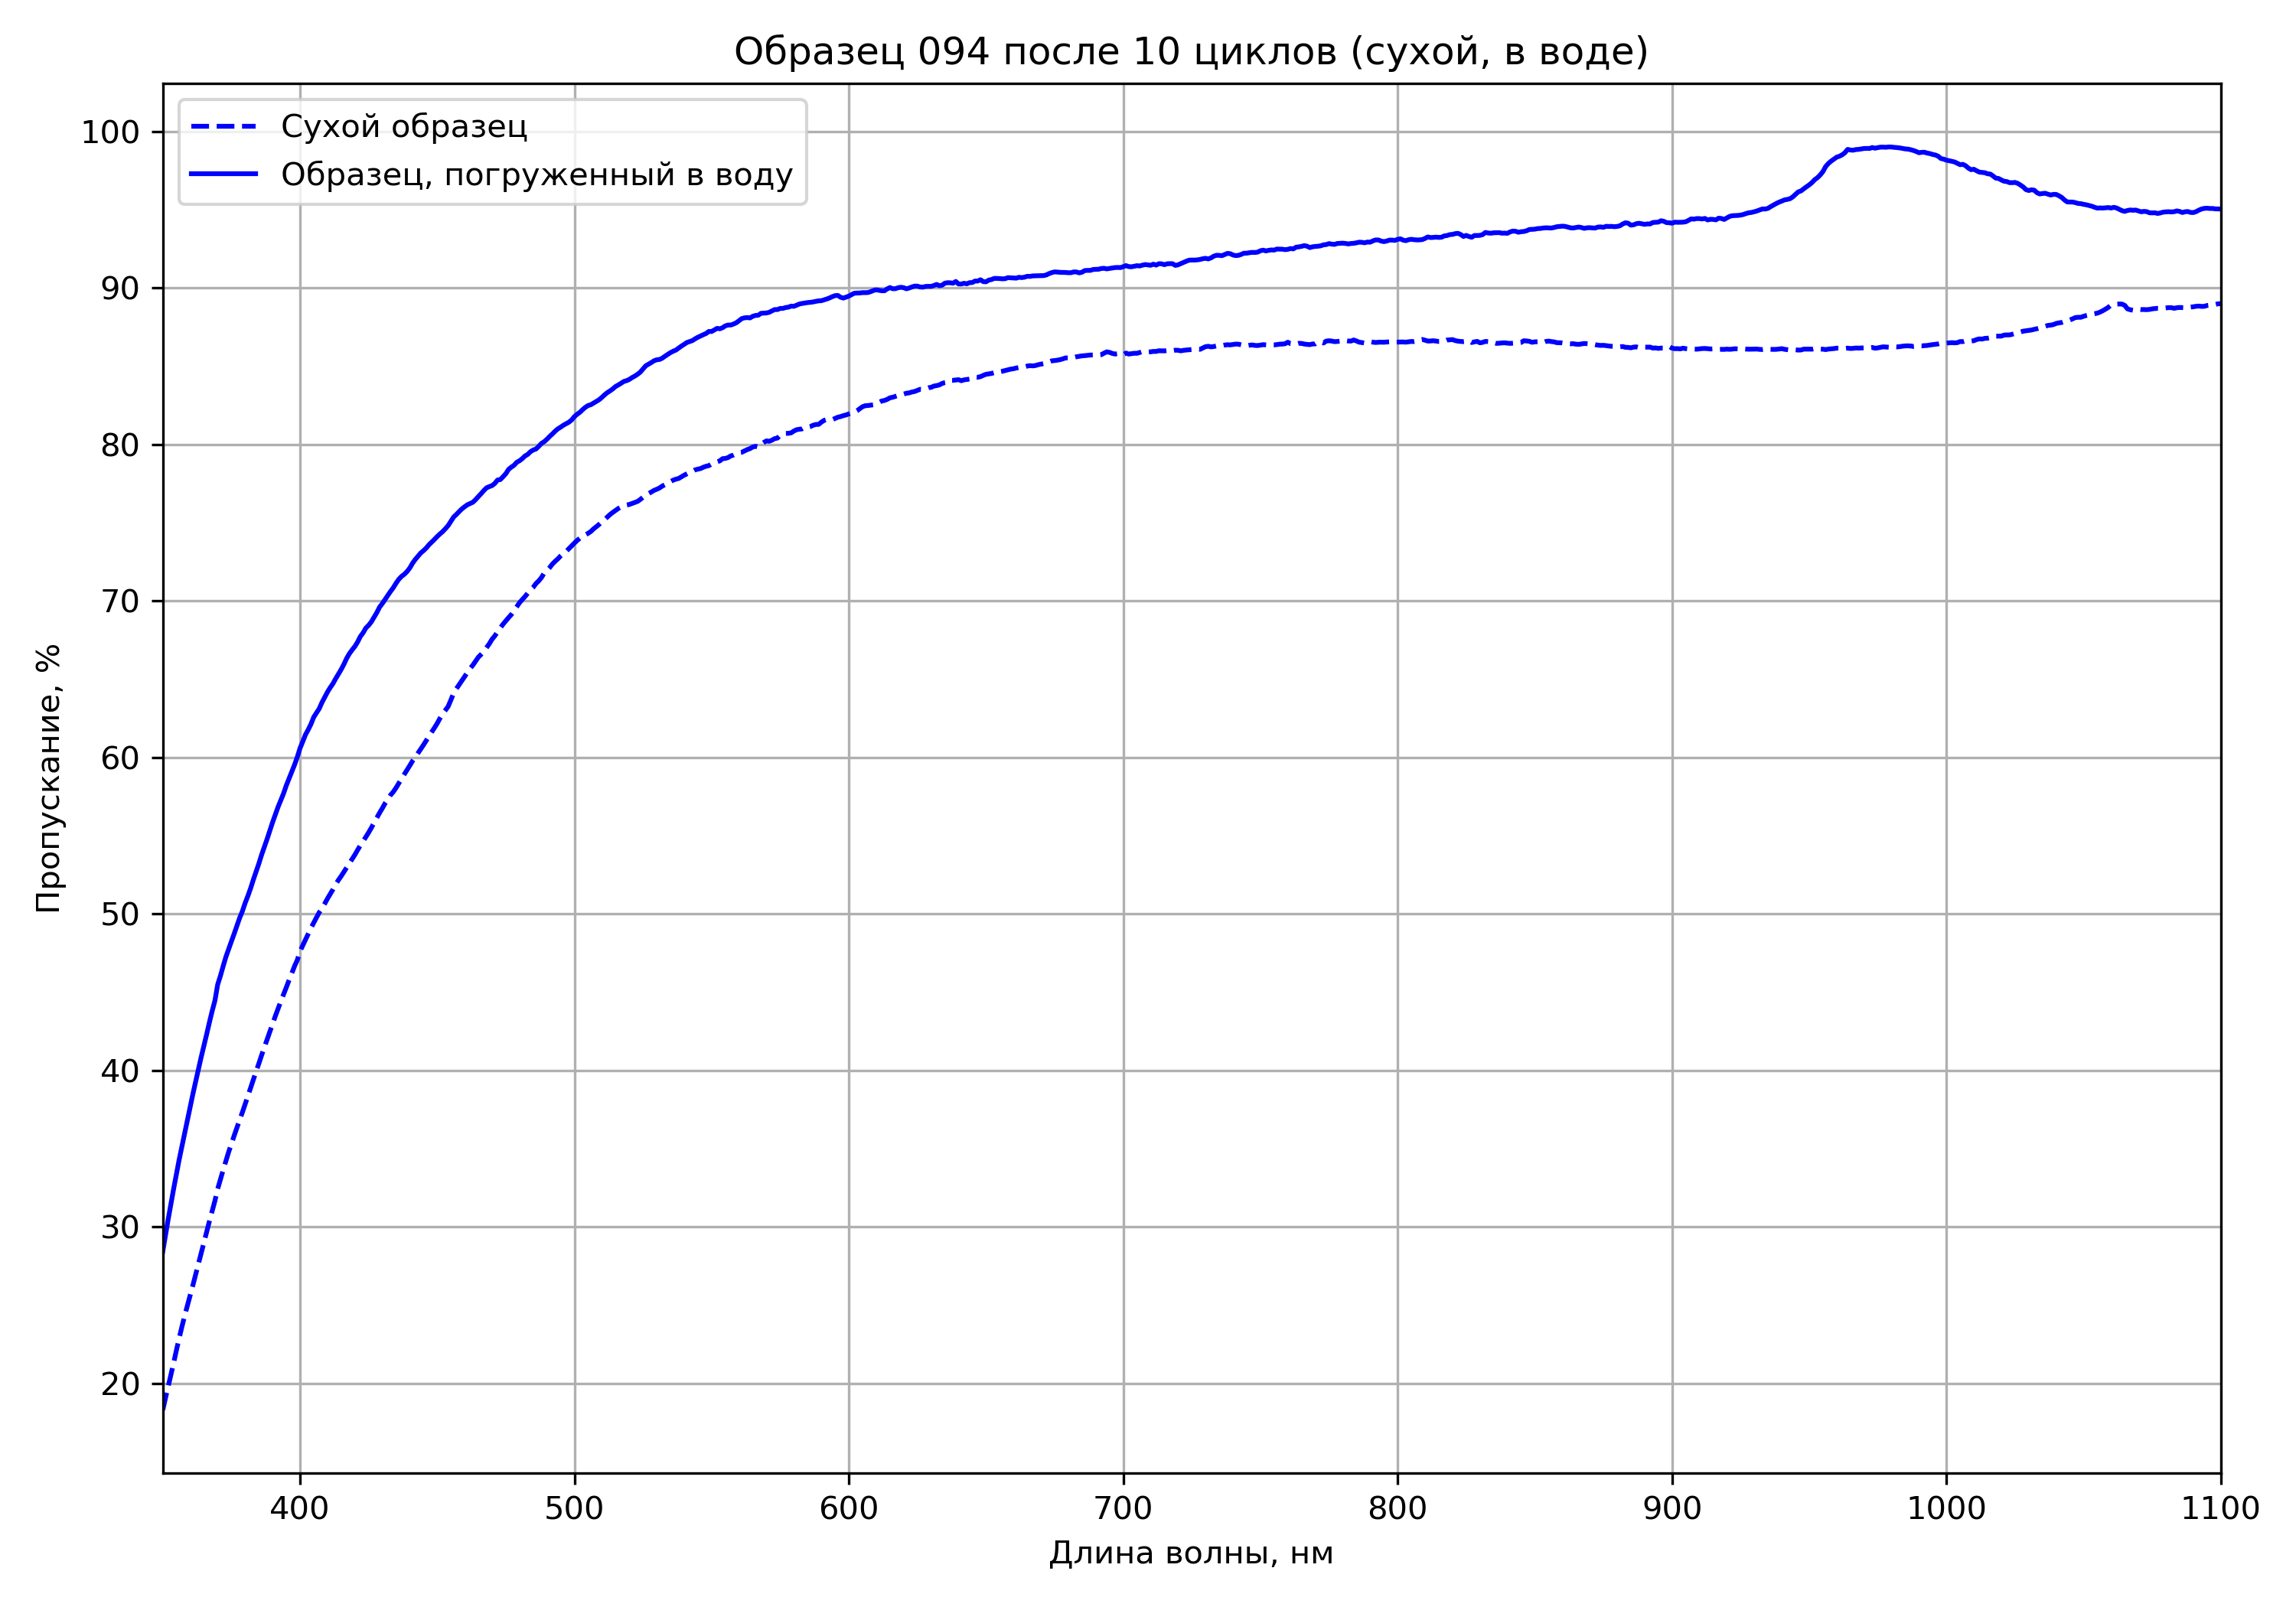 Образец 094 после 10 циклов (сухой, в воде)
Сухой образец
Образец, погруженный в воду
100
90
80
70
60
50
40
30
20
Пропускание, %
400 500 600 700 800 900 1000 1100
Длина волны, нм